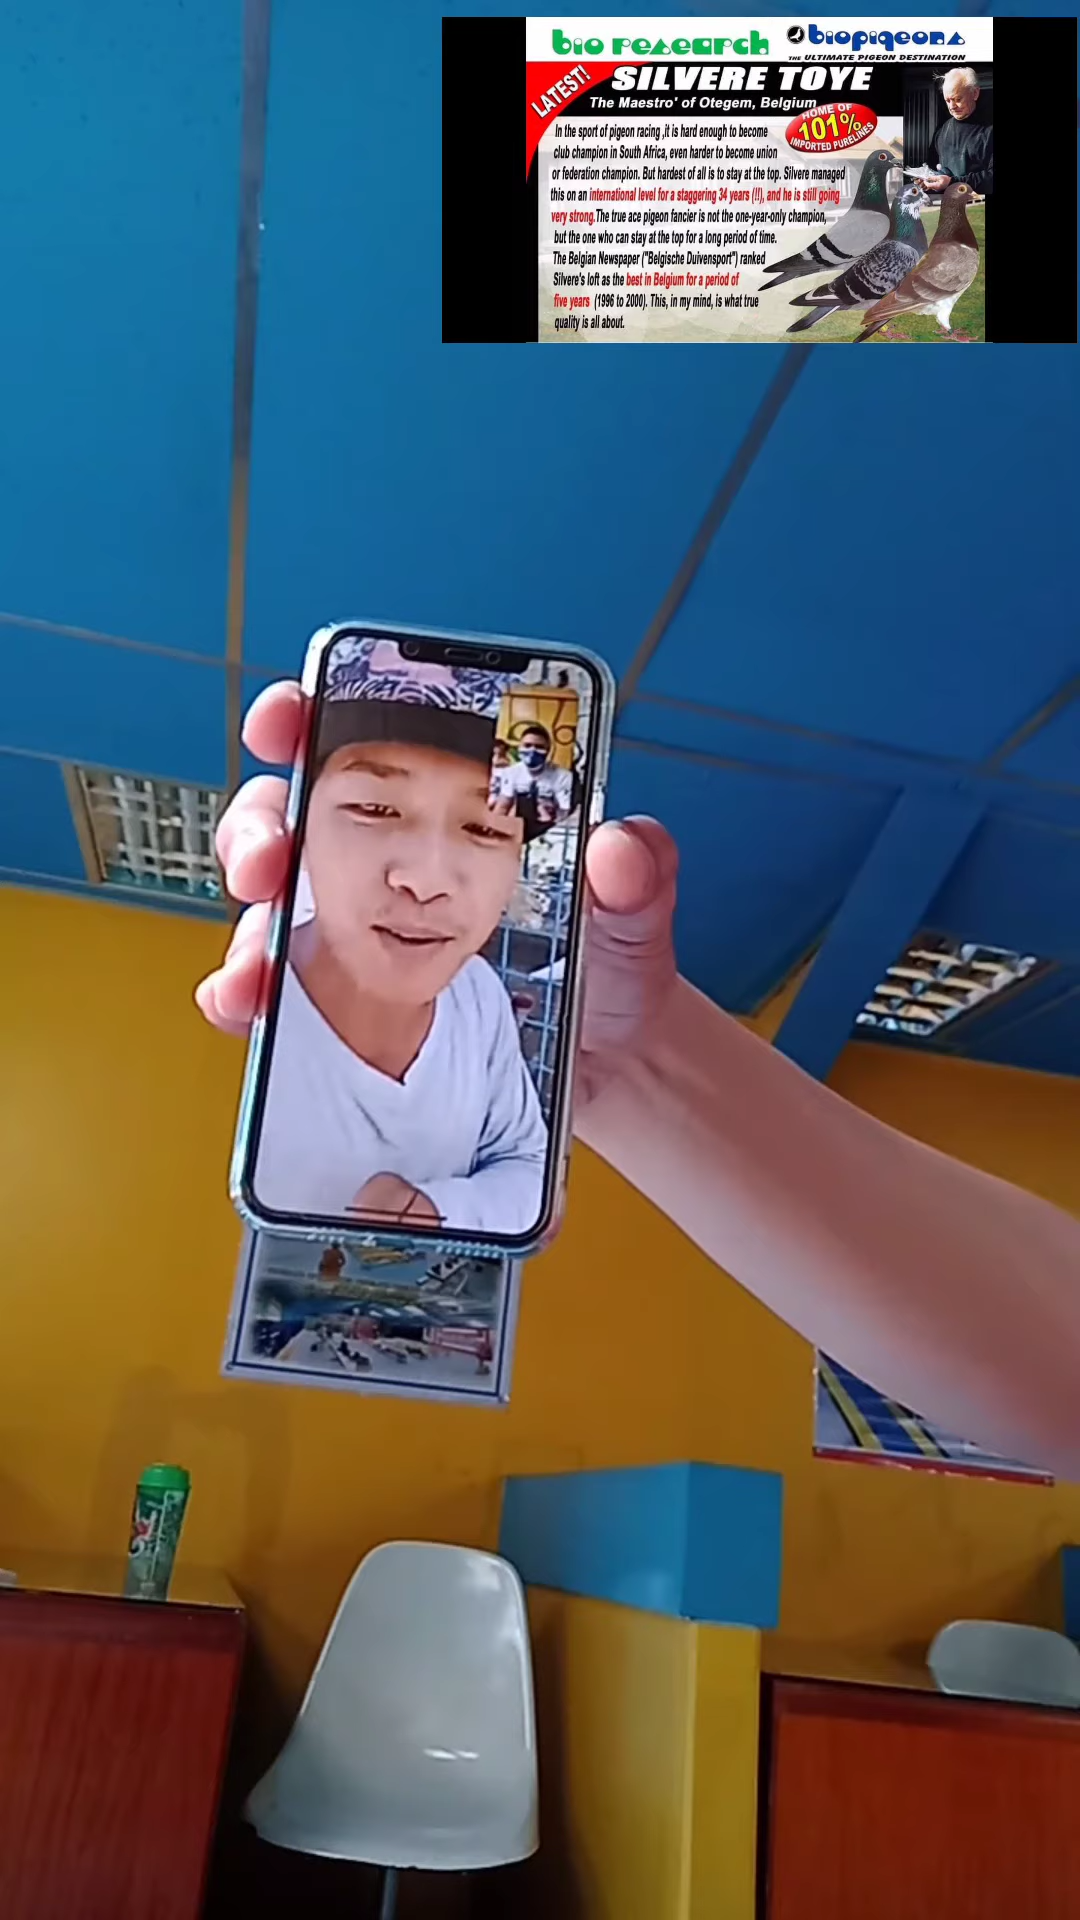 bio research
biopigeons
THE ULTIMATE PIGEON DESTINATION
LATEST!
SILVERE TOYE
The Maestro' of Otegem, Belgium
HOME OF
101%
IMPORTED PURELINES
In the sport of pigeon racing ,it is hard enough to become
club champion in South Africa, even harder to become union
or federation champion. But hardest of all is to stay at the top. Silvere managed
this on an international level for a staggering 34 years (!!), and he is still going
very strong.The true ace pigeon fancier is not the one-year-only champion,
but the one who can stay at the top for a long period of time.
The Belgian Newspaper ("Belgische Duivensport") ranked
Silvere's loft as the best in Belgium for a period of
five years (1996 to 2000). This, in my mind, is what true
quality is all about.